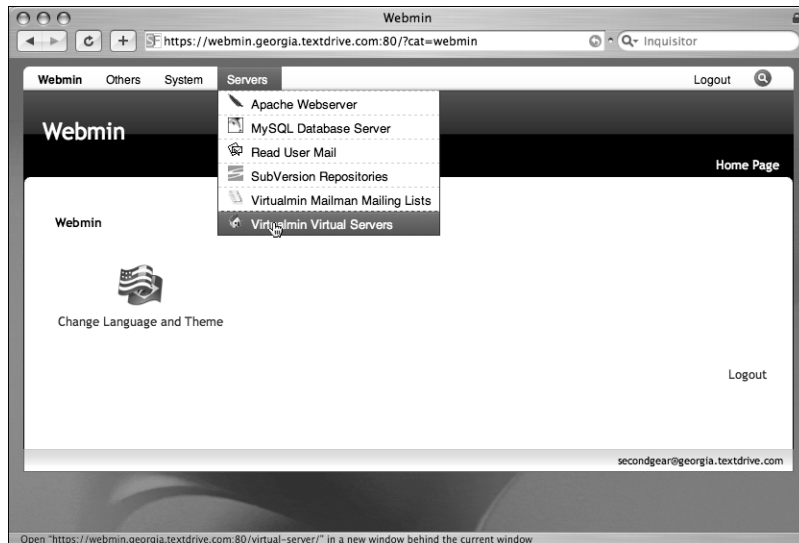 Webmin
https://webmin.georgia.textdrive.com:80/?cat=webmin
Inquisitor
Webmin Others System Servers Logout
Apache Webserver
MySQL Database Server
Read User Mail
SubVersion Repositories
Virtualmin Mailman Mailing Lists
Virtualmin Virtual Servers
Webmin
Home Page
Webmin
Change Language and Theme
Logout
secondgear@georgia.textdrive.com
Open "https://webmin.georgia.textdrive.com:80/virtual-server/" in a new window behind the current window